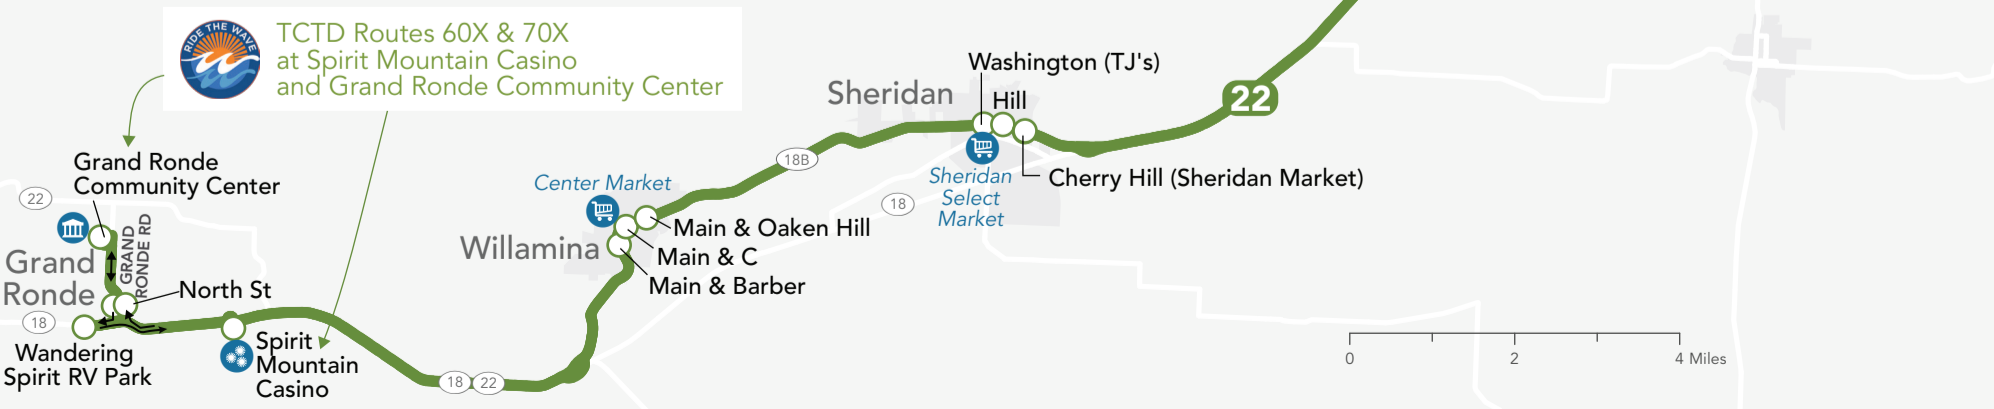 RIDE THE WAVE
TCTD Routes 60X & 70X
at Spirit Mountain Casino
and Grand Ronde Community Center
Washington (TJ's)
Sheridan
Hill
22
18B
Grand Ronde
Community Center
Center Market
Sheridan
Select
Market
Cherry Hill (Sheridan Market)
22
18
GRAND
RONDE RD
Main & Oaken Hill
Willamina
Main & C
Main & Barber
Grand
Ronde
North St
18
Wandering
Spirit RV Park
Spirit
Mountain
Casino
18
22
0
2
4 Miles